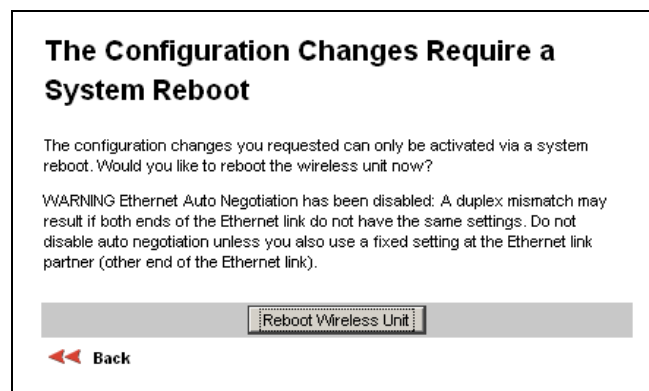 The Configuration Changes Require a
System Reboot
The configuration changes you requested can only be activated via a system
reboot. Would you like to reboot the wireless unit now?
WARNING Ethernet Auto Negotiation has been disabled: A duplex mismatch may
result if both ends of the Ethernet link do not have the same settings. Do not
disable auto negotiation unless you also use a fixed setting at the Ethernet link
partner (other end of the Ethernet link).
Reboot Wireless Unit
Back